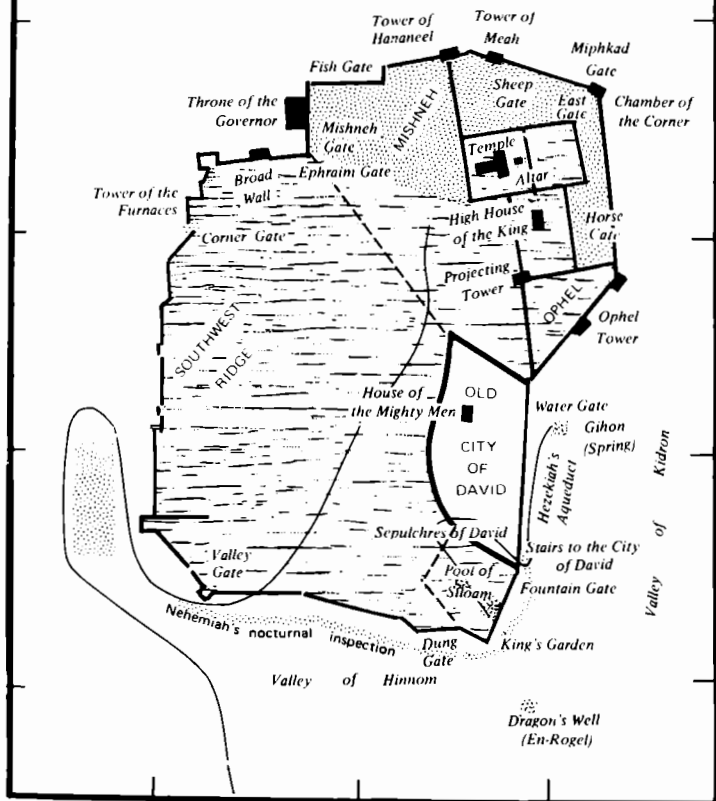 Tower of
Hananeel
Tower of
Meah
Miphkad
Gate
Fish Gate
Sheep
Gate
East
Gate
Chamber of
the Corner
Throne of the
Governor
Mishneh
Gate
MISHNEH
Temple
Altar
Broad
Wall
Ephraim Gate
Tower of the
Furnaces
Corner Gate
High House
of the King
Horse
Gate
Projecting
Tower
OPHEL
Ophel
Tower
SOUTHWEST
RIDGE
House of
the Mighty Men
OLD
CITY
OF
DAVID
Water Gate
Gihon
(Spring)
Hezekiah's
Aqueduct
Valley of Kidron
Sepulchres of David
Stairs to the City
of David
Valley
Gate
Pool of
Siloam
Fountain Gate
Nehemiah's nocturnal inspection
Dung
Gate
King's Garden
Valley of Hinnom
Dragon's Well
(En-Rogel)